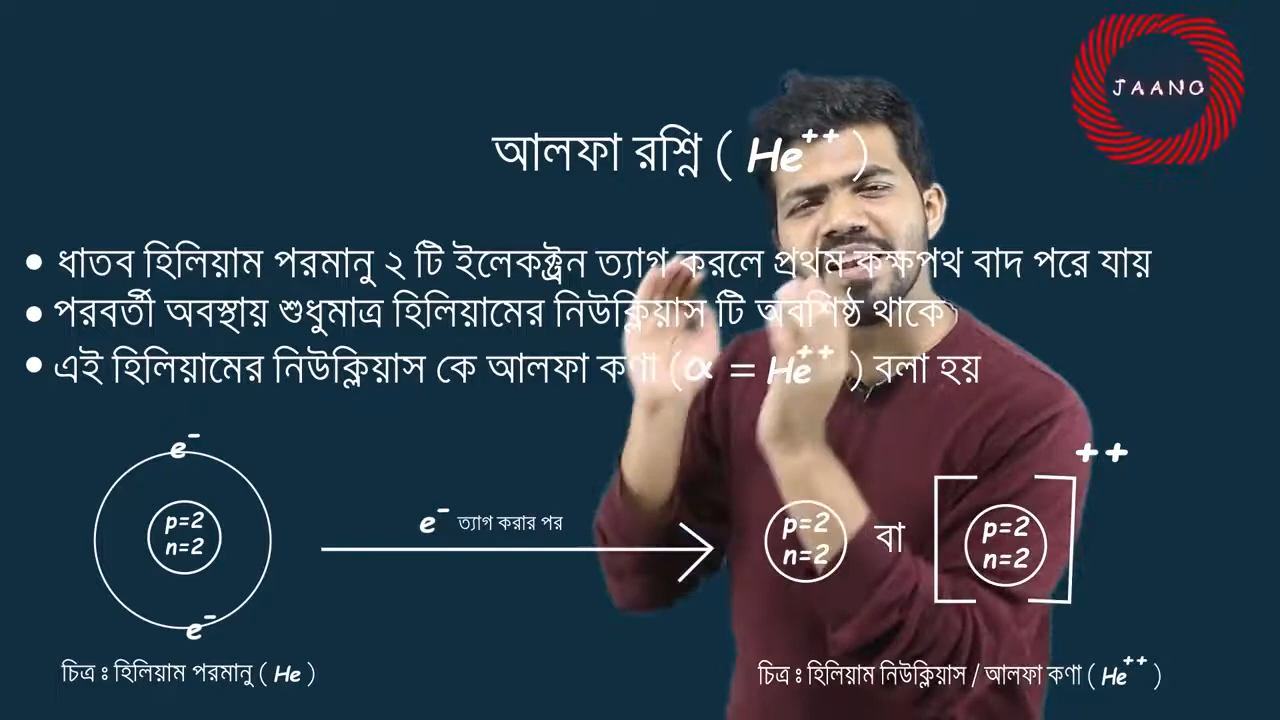 JAANO
আলফা রশ্নি ( He++ )
• ধাতব হিলিয়াম পরমানু ২ টি ইলেকক্ট্রন ত্যাগ করলে প্রথম কক্ষপথ বাদ পরে যায়
• পরবর্তী অবস্থায় শুধুমাত্র হিলিয়ামের নিউক্লিয়াস টি অবশিষ্ঠ থাকে
• এই হিলিয়ামের নিউক্লিয়াস কে আলফা কণা (α = He++ ) বলা হয়
e-
p=2
n=2
e-
e- ত্যাগ করার পর
p=2
n=2
বা
++
p=2
n=2
চিত্র ঃ হিলিয়াম পরমানু ( He )
চিত্র ঃ হিলিয়াম নিউক্লিয়াস / আলফা কণা ( He++ )